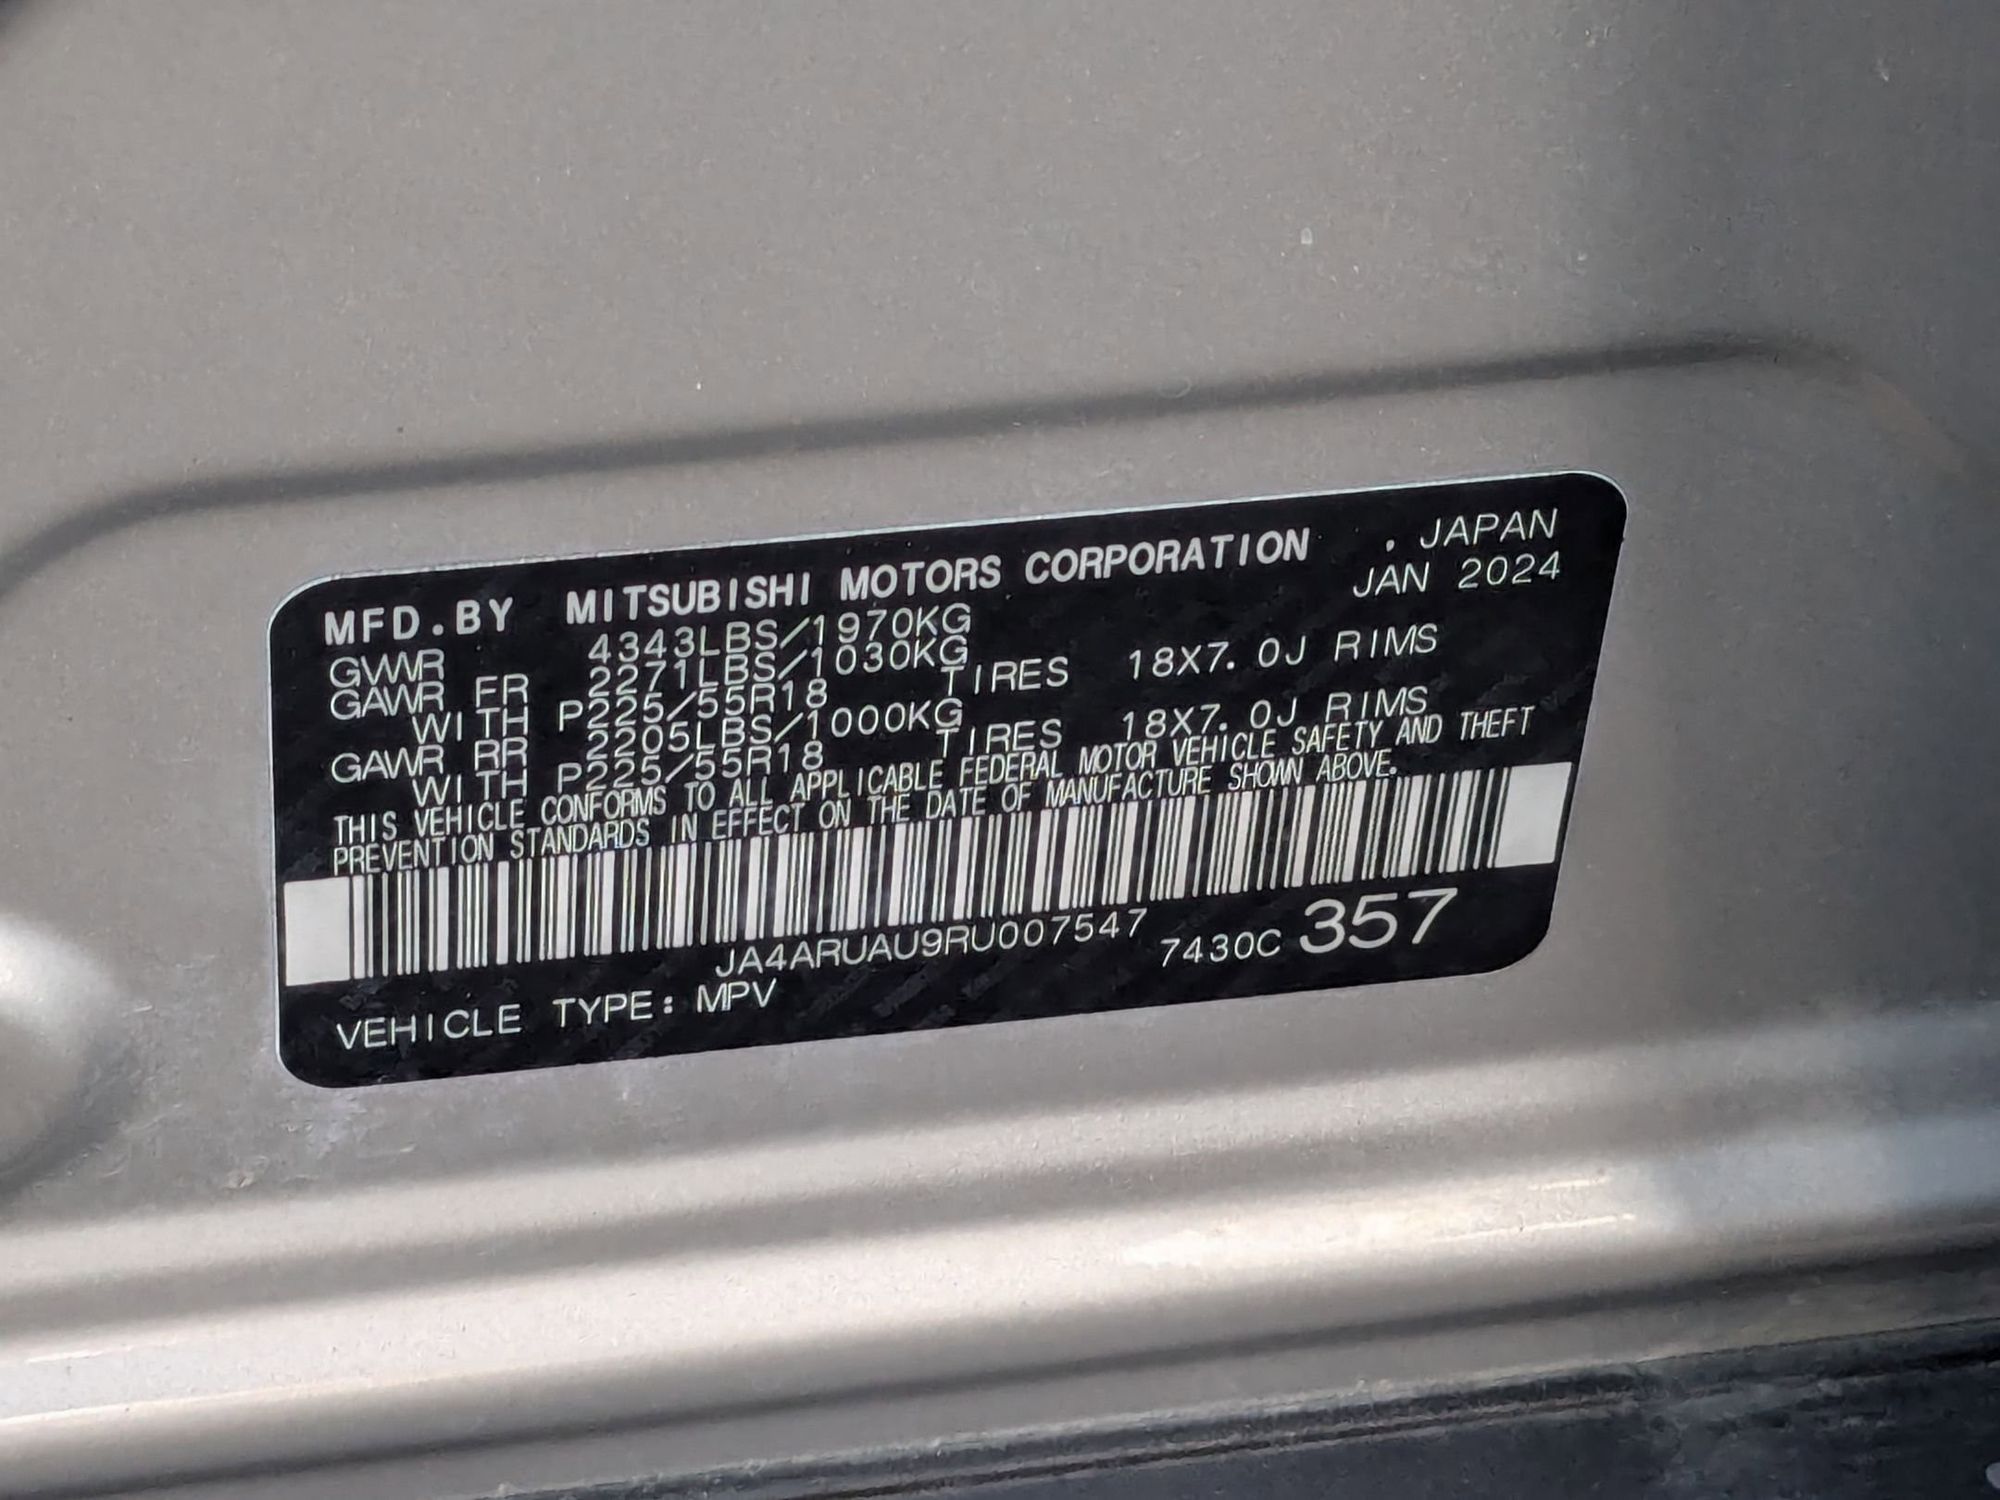 MFD.BY MITSUBISHI MOTORS CORPORATION . JAPAN
JAN 2024
GVWR 4343LBS/1970KG
GAWR FR 2271LBS/1030KG
WITH P225/55R18 TIRES 18X7.0J RIMS
GAWR RR 2205LBS/1000KG
WITH P225/55R18 TIRES 18X7.0J RIMS
THIS VEHICLE CONFORMS TO ALL APPLICABLE FEDERAL MOTOR VEHICLE SAFETY AND THEFT
PREVENTION STANDARDS IN EFFECT ON THE DATE OF MANUFACTURE SHOWN ABOVE.
JA4ARUAU9RU007547 7430C 357
VEHICLE TYPE: MPV